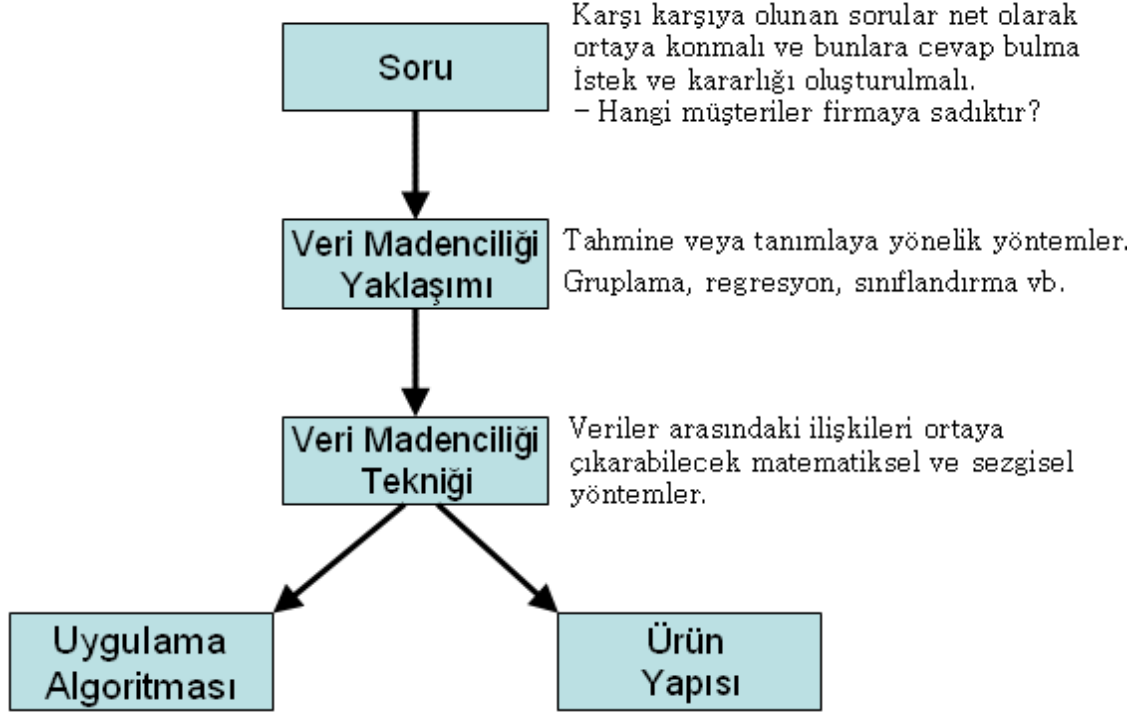 Soru
Karşı karşıya olunan sorular net olarak
ortaya konmalı ve bunlara cevap bulma
İstek ve kararlığı oluşturulmalı.
– Hangi müşteriler firmaya sadıktır?
Veri Madenciliği
Yaklaşımı
Tahmine veya tanımlaya yönelik yöntemler.
Gruplama, regresyon, sınıflandırma vb.
Veri Madenciliği
Tekniği
Veriler arasındaki ilişkileri ortaya
çıkarabilecek matematiksel ve sezgisel
yöntemler.
Uygulama
Algoritması
Ürün
Yapısı